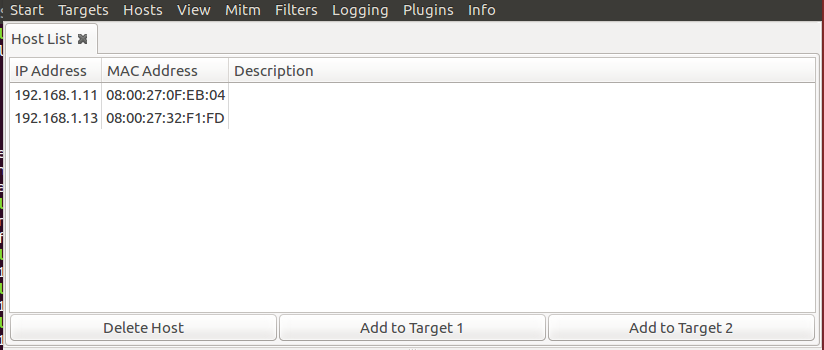 Start Targets Hosts View Mitm Filters Logging Plugins Info
Host List ✖
IP Address MAC Address Description
192.168.1.11 08:00:27:0F:EB:04
192.168.1.13 08:00:27:32:F1:FD
Delete Host Add to Target 1 Add to Target 2